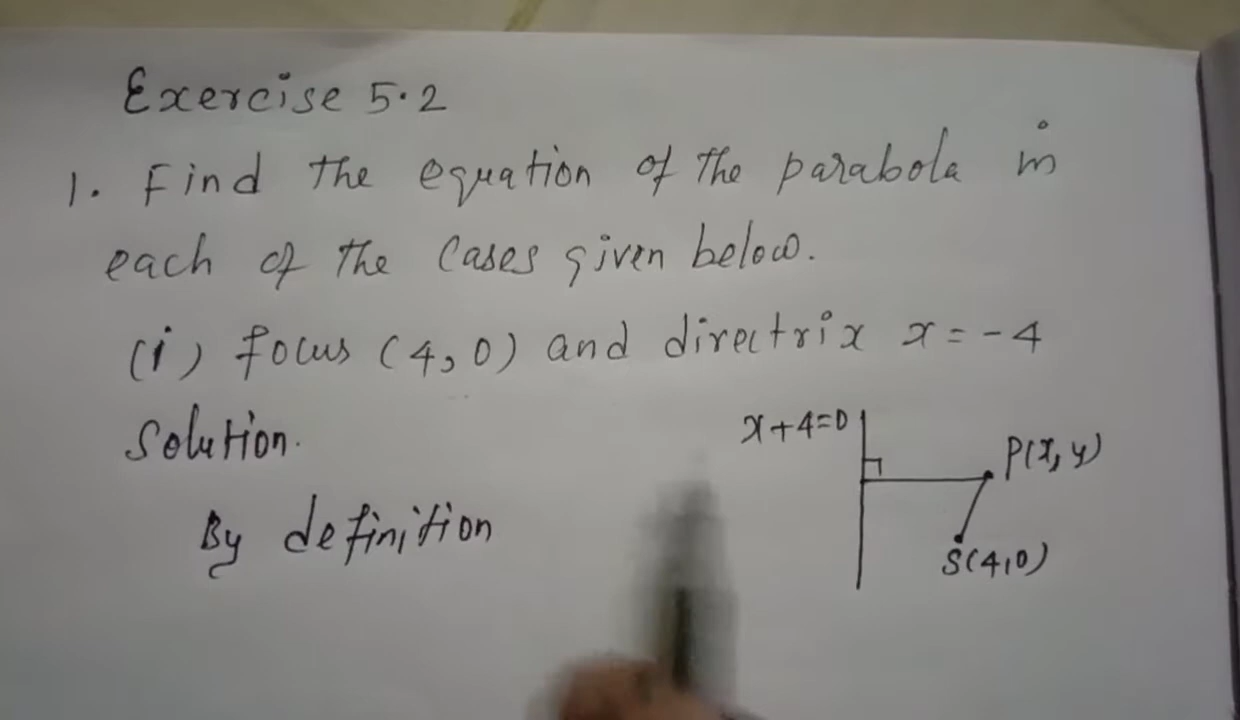 Exercise 5.2
1. Find the equation of the parabola in
each of the cases given below.
(i) focus (4,0) and directrix x = -4
Solution.
x+4=0
P(x, y)
By definition
S(4,0)